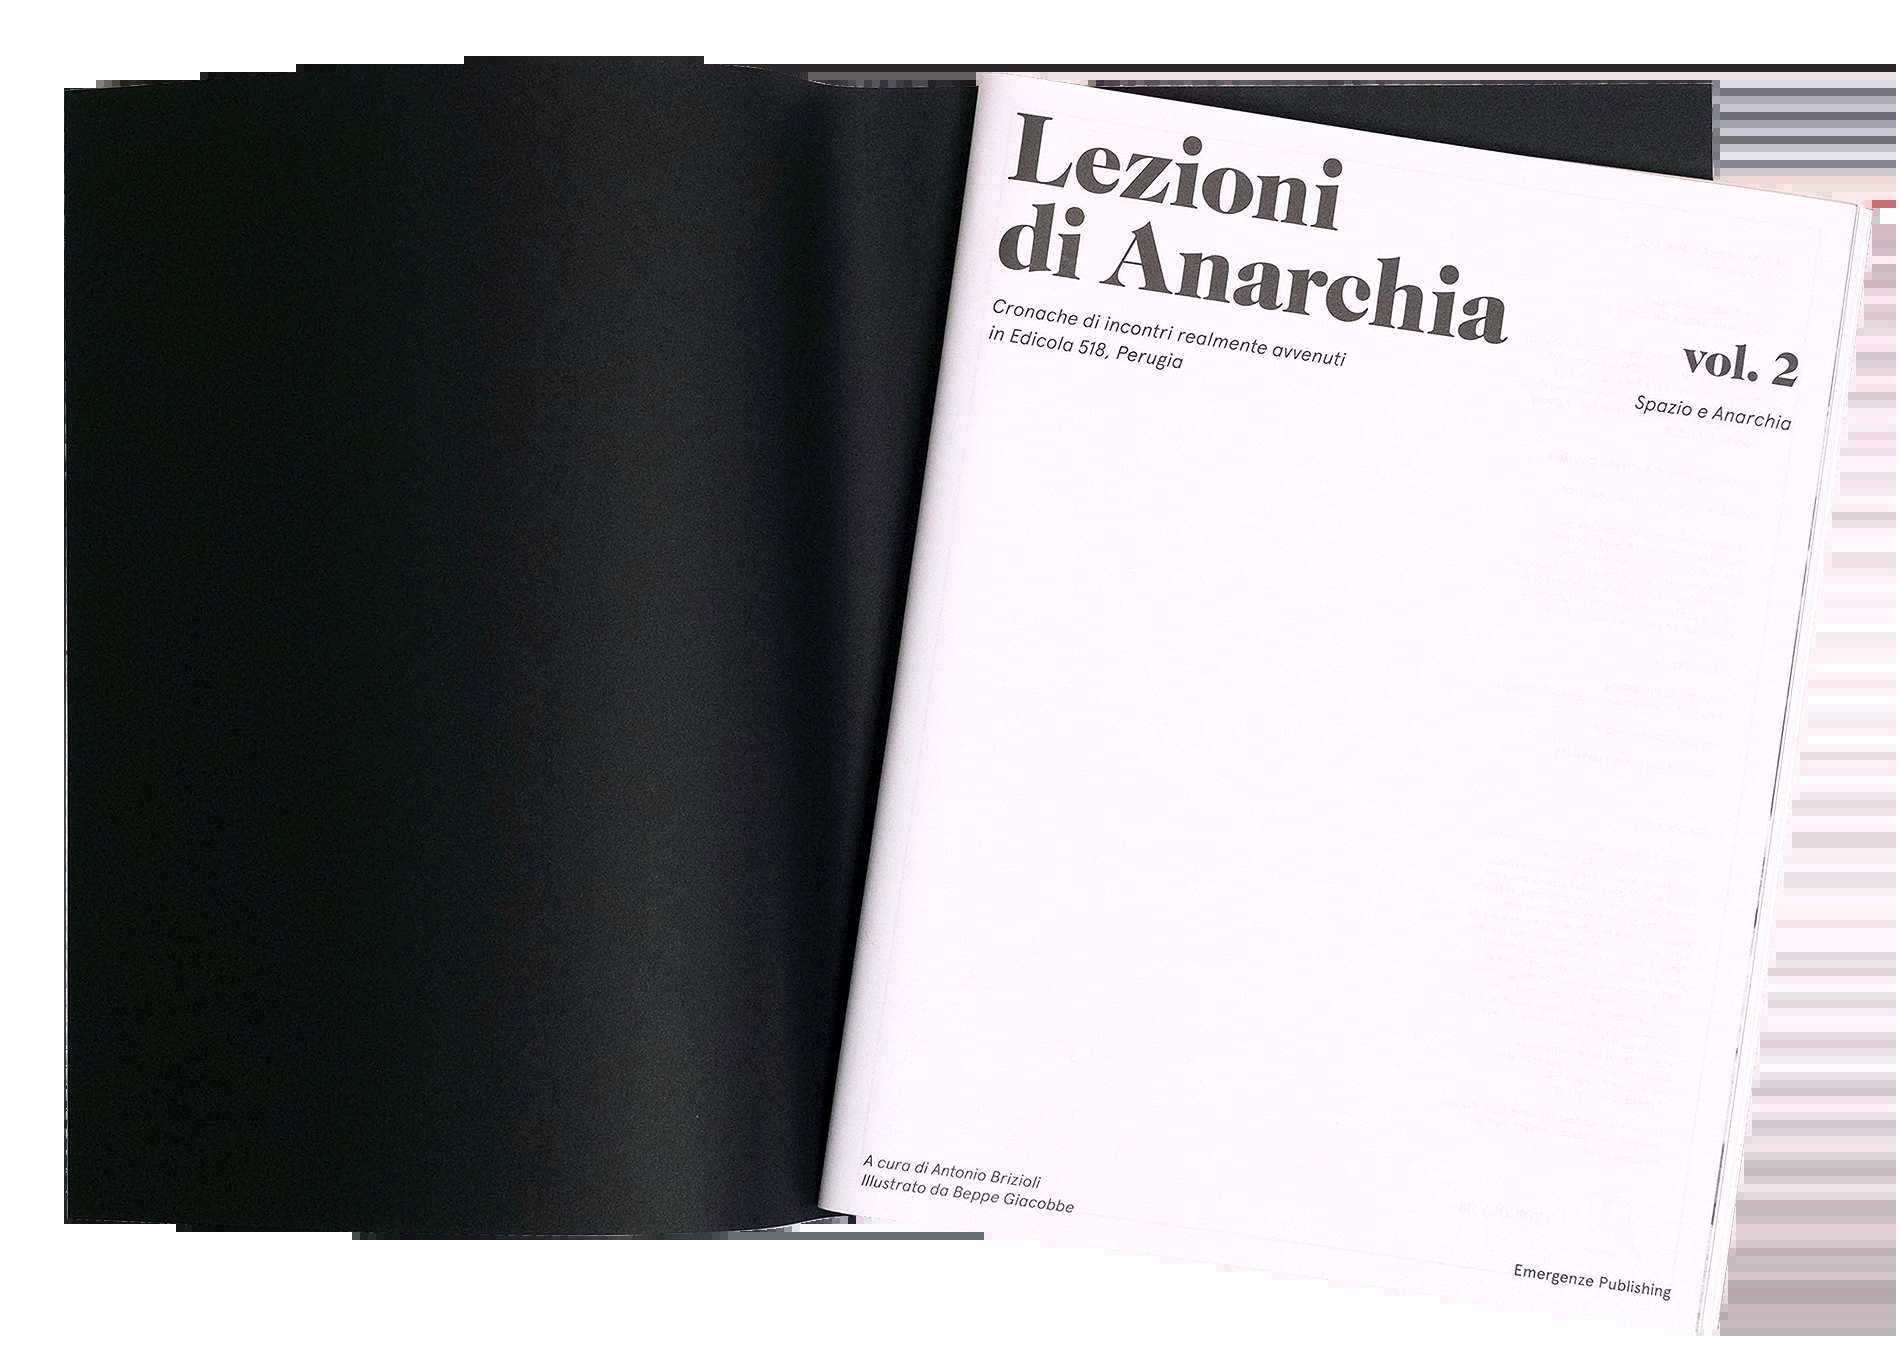 Lezioni
di Anarchia
Cronache di incontri realmente avvenuti
in Edicola 518, Perugia
vol. 2
Spazio e Anarchia
A cura di Antonio Brizioli
Illustrato da Beppe Giacobbe
Emergenze Publishing